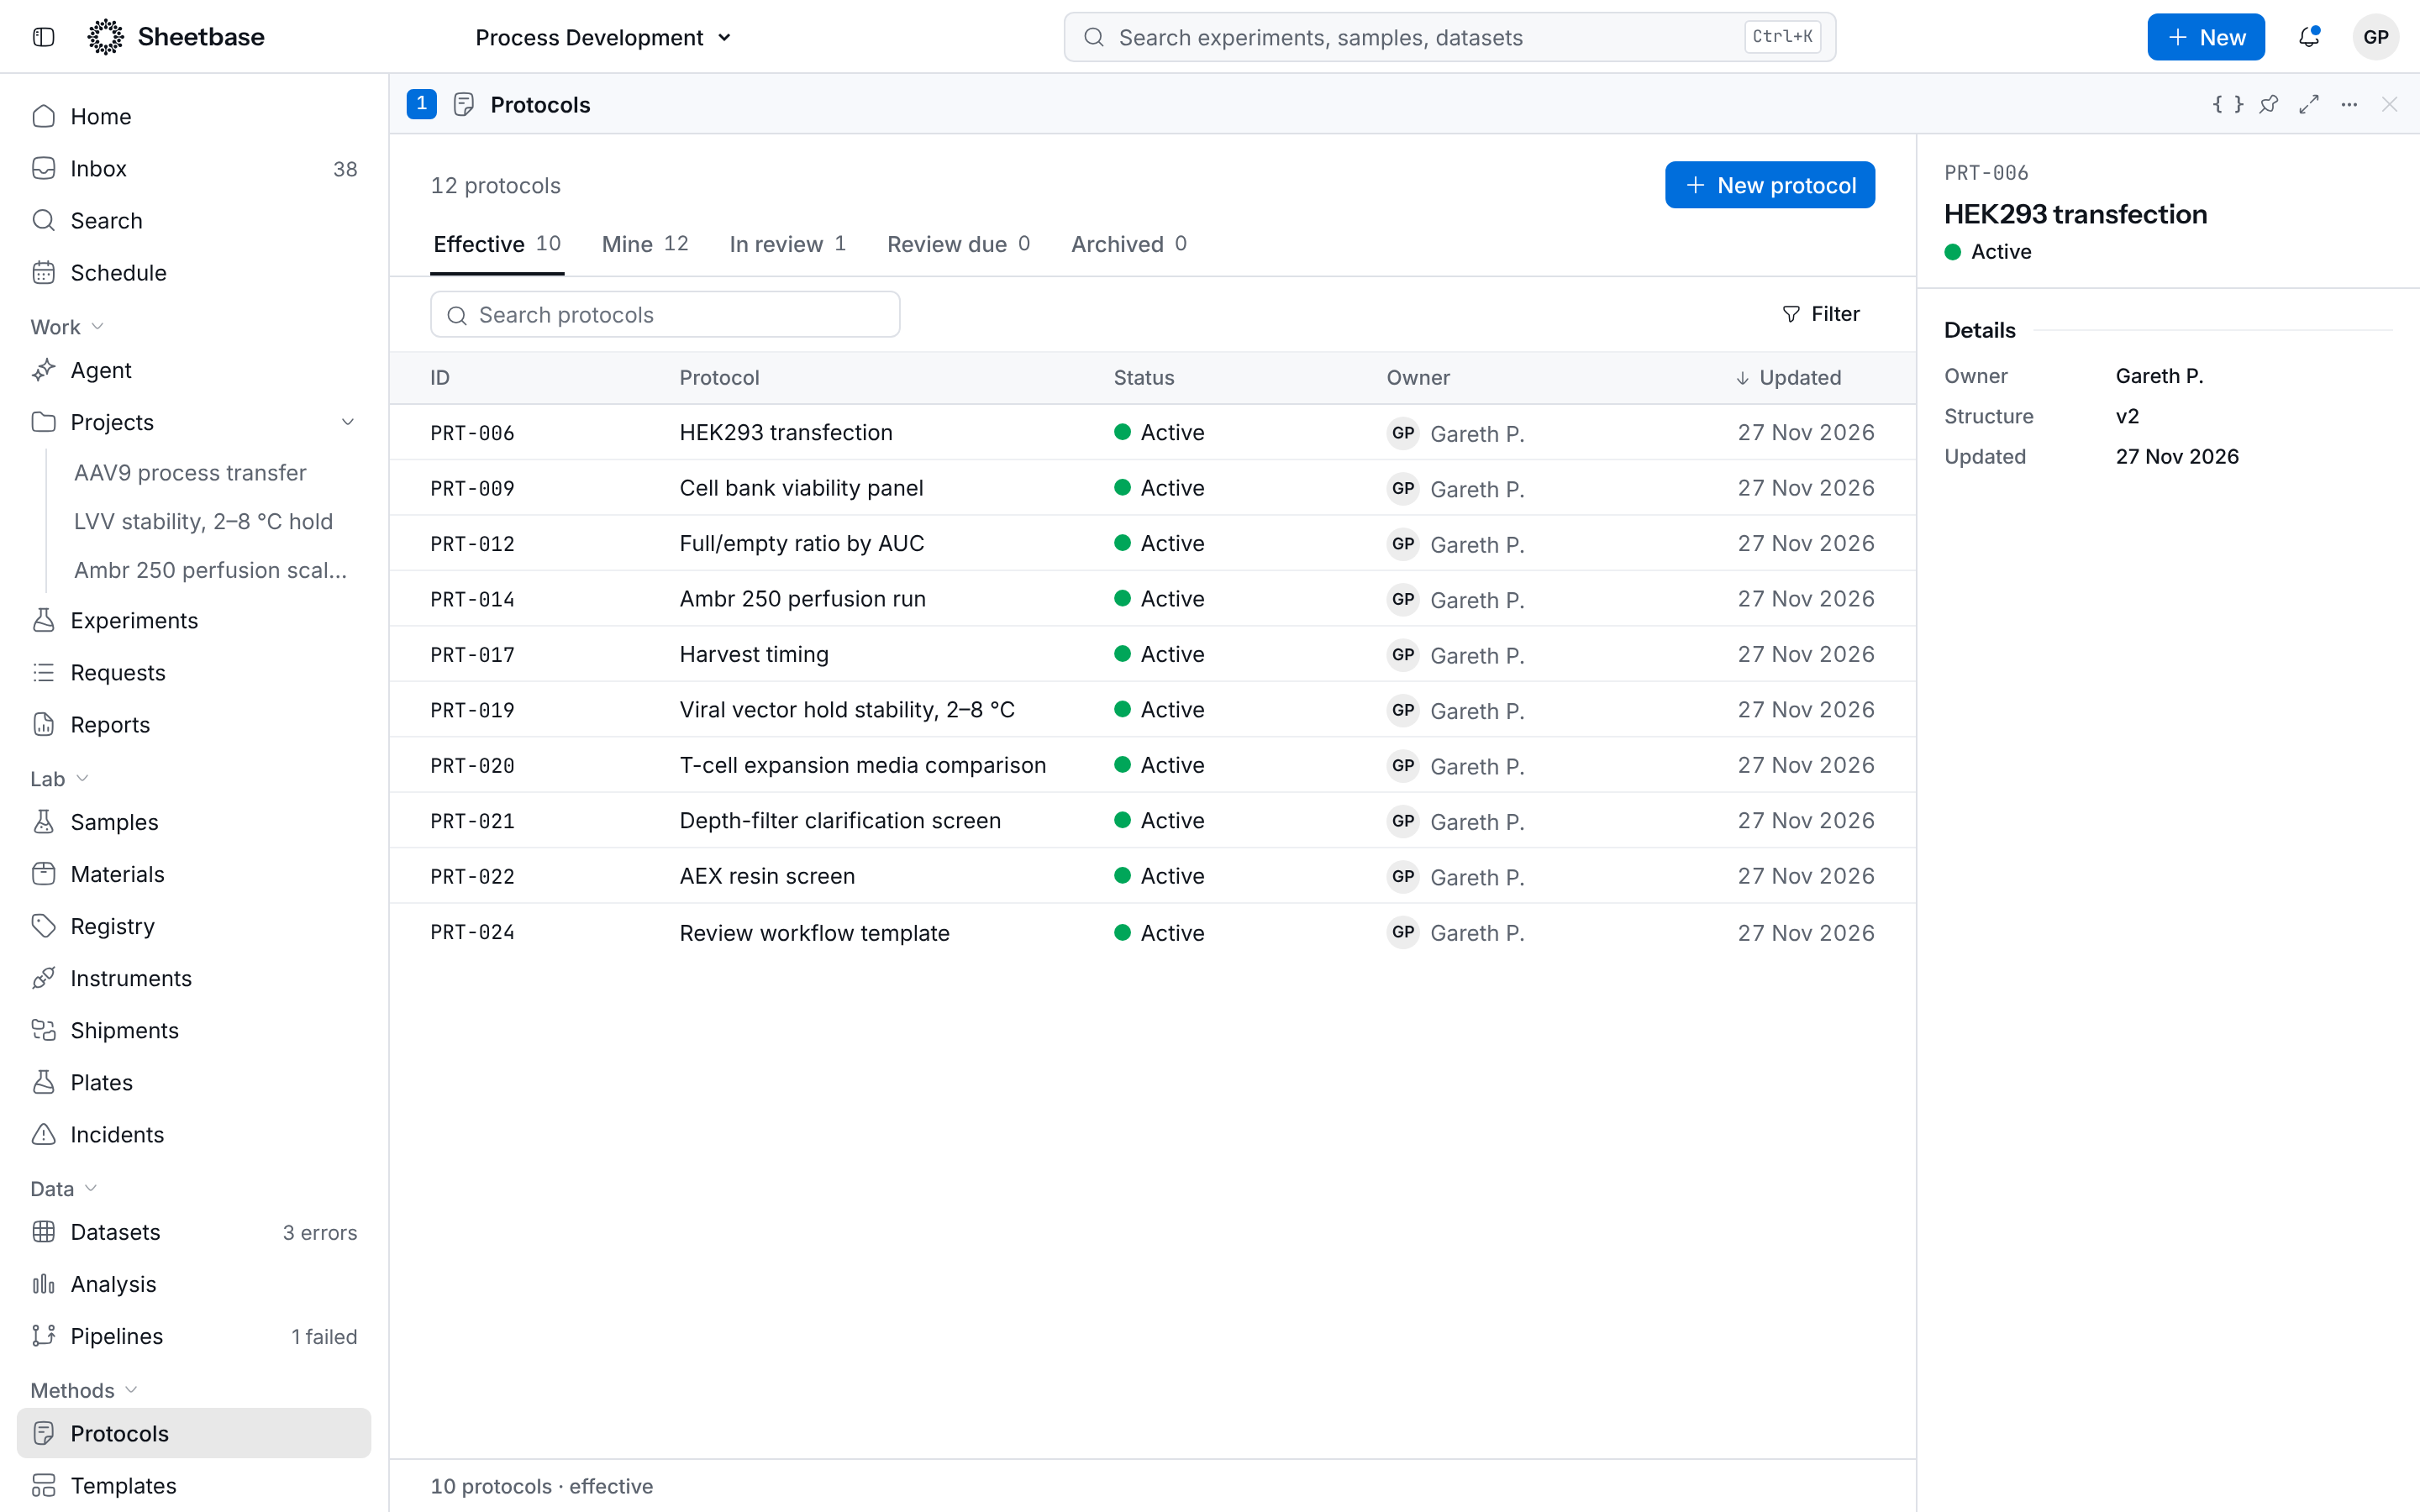 Sheetbase
Process Development
Search experiments, samples, datasets
Ctrl+K
New
GP
Home
Inbox 38
Search
Schedule
Work
Agent
Projects
AAV9 process transfer
LVV stability, 2–8 °C hold
Ambr 250 perfusion scal...
Experiments
Requests
Reports
Lab
Samples
Materials
Registry
Instruments
Shipments
Plates
Incidents
Data
Datasets 3 errors
Analysis
Pipelines 1 failed
Methods
Protocols
Templates
1 Protocols
12 protocols
New protocol
Effective 10 Mine 12 In review 1 Review due 0 Archived 0
Search protocols
Filter
ID Protocol Status Owner Updated
PRT-006 HEK293 transfection Active GP Gareth P. 27 Nov 2026
PRT-009 Cell bank viability panel Active GP Gareth P. 27 Nov 2026
PRT-012 Full/empty ratio by AUC Active GP Gareth P. 27 Nov 2026
PRT-014 Ambr 250 perfusion run Active GP Gareth P. 27 Nov 2026
PRT-017 Harvest timing Active GP Gareth P. 27 Nov 2026
PRT-019 Viral vector hold stability, 2–8 °C Active GP Gareth P. 27 Nov 2026
PRT-020 T-cell expansion media comparison Active GP Gareth P. 27 Nov 2026
PRT-021 Depth-filter clarification screen Active GP Gareth P. 27 Nov 2026
PRT-022 AEX resin screen Active GP Gareth P. 27 Nov 2026
PRT-024 Review workflow template Active GP Gareth P. 27 Nov 2026
10 protocols · effective
PRT-006
HEK293 transfection
Active
Details
Owner Gareth P.
Structure v2
Updated 27 Nov 2026